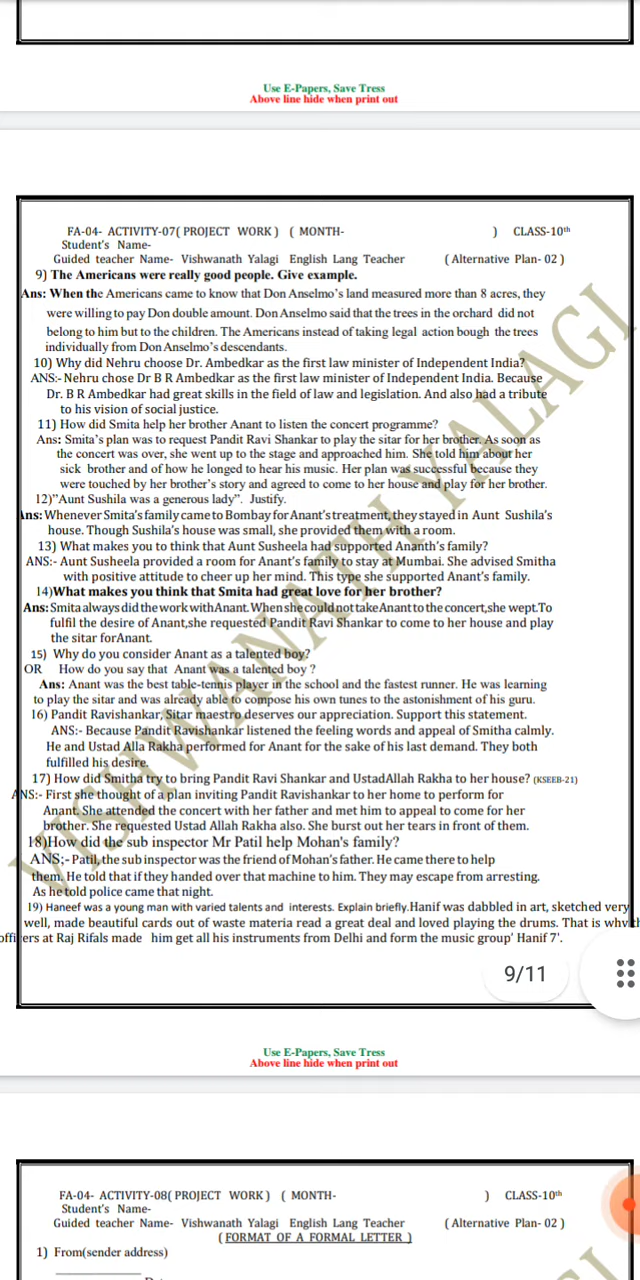 Use E-Papers, Save Tress
Above line hide when print out
FA-04- ACTIVITY-07( PROJECT WORK ) ( MONTH- ) CLASS-10th
Student's Name-
Guided teacher Name- Vishwanath Yalagi English Lang Teacher ( Alternative Plan- 02 )
9) The Americans were really good people. Give example.
Ans: When the Americans came to know that Don Anselmo's land measured more than 8 acres, they
were willing to pay Don double amount. Don Anselmo said that the trees in the orchard did not
belong to him but to the children. The Americans instead of taking legal action bough the trees
individually from Don Anselmo's descendants.
10) Why did Nehru choose Dr. Ambedkar as the first law minister of Independent India?
ANS:- Nehru chose Dr B R Ambedkar as the first law minister of Independent India. Because
Dr. B R Ambedkar had great skills in the field of law and legislation. And also had a tribute
to his vision of social justice.
11) How did Smita help her brother Anant to listen the concert programme?
Ans: Smita's plan was to request Pandit Ravi Shankar to play the sitar for her brother. As soon as
the concert was over, she went up to the stage and approached him. She told him about her
sick brother and of how he longed to hear his music. Her plan was successful because they
were touched by her brother's story and agreed to come to her house and play for her brother.
12)"Aunt Sushila was a generous lady". Justify.
Ans: Whenever Smita's family came to Bombay for Anant's treatment, they stayed in Aunt Sushila's
house. Though Sushila's house was small, she provided them with a room.
13) What makes you to think that Aunt Susheela had supported Ananth's family?
ANS:- Aunt Susheela provided a room for Anant's family to stay at Mumbai. She advised Smitha
with positive attitude to cheer up her mind. This type she supported Anant's family.
14)What makes you think that Smita had great love for her brother?
Ans: Smita always did the work with Anant. When she could not take Anant to the concert,she wept.To
fulfil the desire of Anant,she requested Pandit Ravi Shankar to come to her house and play
the sitar forAnant.
15) Why do you consider Anant as a talented boy?
OR How do you say that Anant was a talented boy ?
Ans: Anant was the best table-tennis player in the school and the fastest runner. He was learning
to play the sitar and was already able to compose his own tunes to the astonishment of his guru.
16) Pandit Ravishankar, Sitar maestro deserves our appreciation. Support this statement.
ANS:- Because Pandit Ravishankar listened the feeling words and appeal of Smitha calmly.
He and Ustad Alla Rakha performed for Anant for the sake of his last demand. They both
fulfilled his desire.
17) How did Smitha try to bring Pandit Ravi Shankar and UstadAllah Rakha to her house? (KSEEB-21)
ANS:- First she thought of a plan inviting Pandit Ravishankar to her home to perform for
Anant. She attended the concert with her father and met him to appeal to come for her
brother. She requested Ustad Allah Rakha also. She burst out her tears in front of them.
18)How did the sub inspector Mr Patil help Mohan's family?
ANS:- Patil, the sub inspector was the friend of Mohan's father. He came there to help
them. He told that if they handed over that machine to him. They may escape from arresting.
As he told police came that night.
19) Haneef was a young man with varied talents and interests. Explain briefly.Hanif was dabbled in art, sketched very
well, made beautiful cards out of waste materia read a great deal and loved playing the drums. That is why
officers at Raj Rifals made him get all his instruments from Delhi and form the music group' Hanif 7'.
VISHWANATH YALAGI
9/11
Use E-Papers, Save Tress
Above line hide when print out
FA-04- ACTIVITY-08( PROJECT WORK ) ( MONTH- ) CLASS-10th
Student's Name-
Guided teacher Name- Vishwanath Yalagi English Lang Teacher ( Alternative Plan- 02 )
( FORMAT OF A FORMAL LETTER )
1) From(sender address)